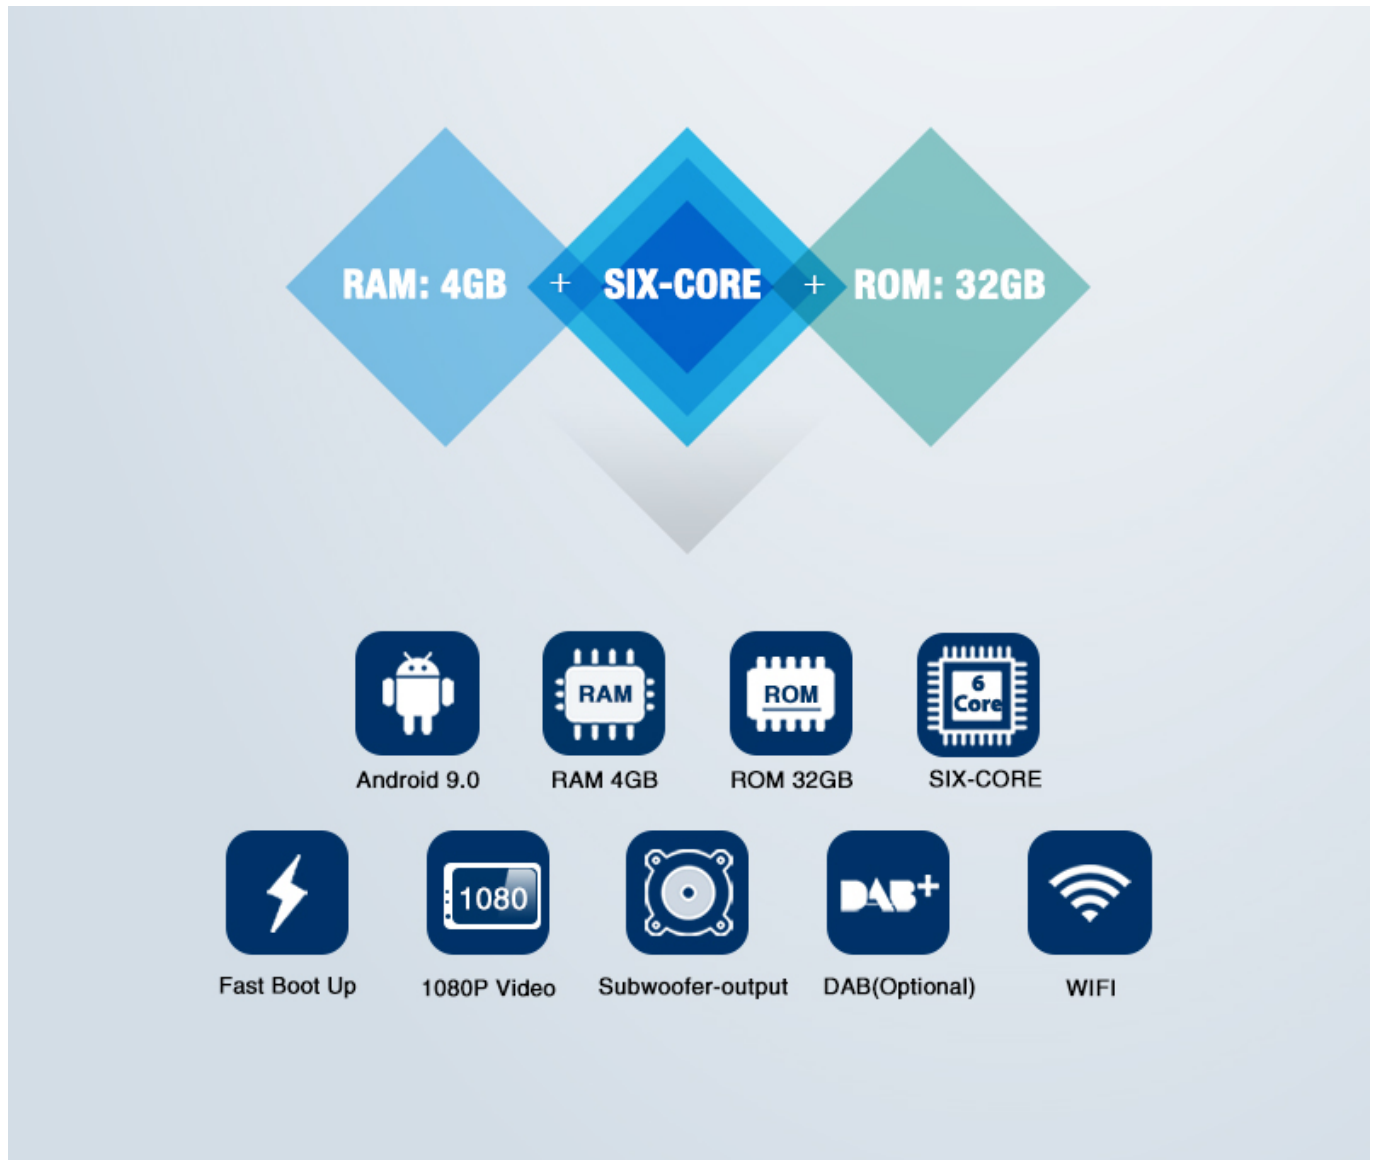 RAM: 4GB + SIX-CORE + ROM: 32GB
RAM
ROM
6
Core
Android 9.0
RAM 4GB
ROM 32GB
SIX-CORE
1080
DAB+
Fast Boot Up
1080P Video
Subwoofer-output
DAB(Optional)
WIFI